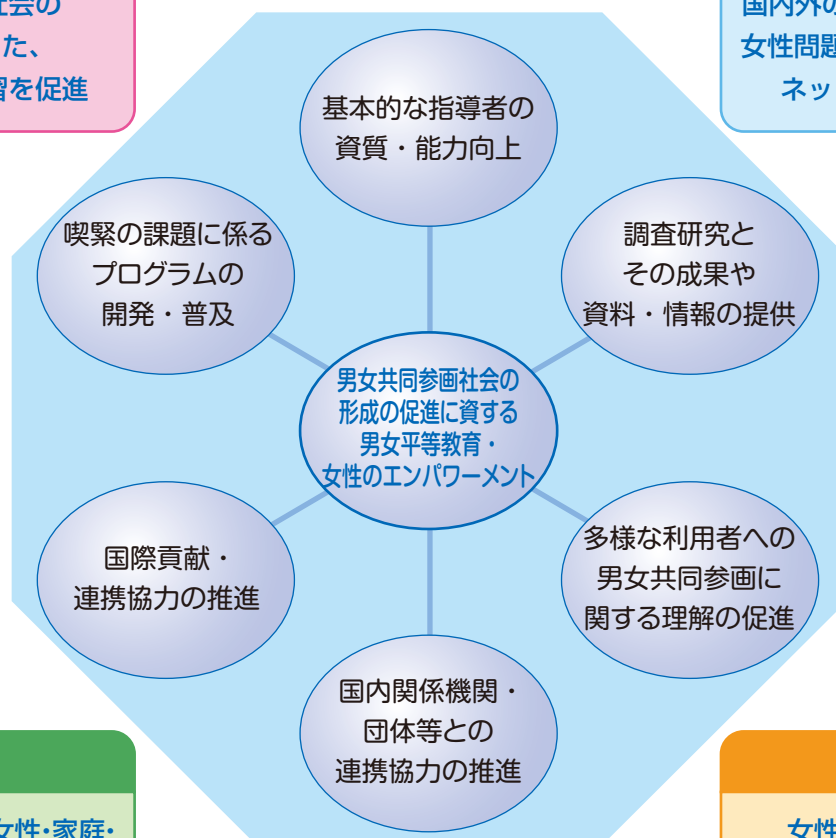 社会の
た、
習を促進
国内外の
女性問題
ネッ
基本的な指導者の
資質・能力向上
喫緊の課題に係る
プログラムの
開発・普及
調査研究と
その成果や
資料・情報の提供
男女共同参画社会の
形成の促進に資する
男女平等教育・
女性のエンパワーメント
国際貢献・
連携協力の推進
多様な利用者への
男女共同参画に
関する理解の促進
国内関係機関・
団体等との
連携協力の推進
女性・家庭・
女性